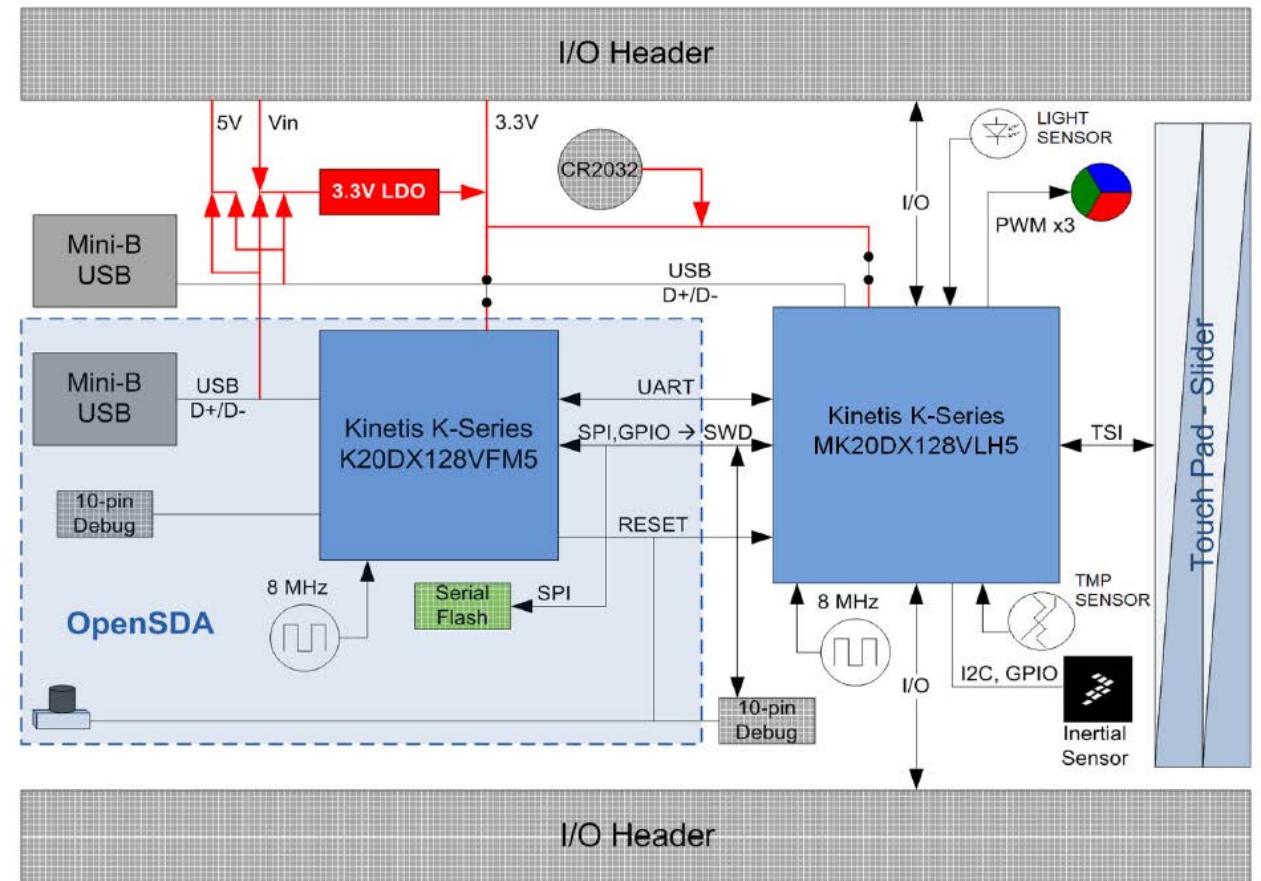 I/O Header
5V
Vin
3.3V
LIGHT
SENSOR
CR2032
3.3V LDO
I/O
PWM x3
Mini-B
USB
USB
D+/D-
Mini-B
USB
USB
D+/D-
Kinetis K-Series
K20DX128VFM5
UART
SPI,GPIO → SWD
Kinetis K-Series
MK20DX128VLH5
TSI
Touch Pad - Slider
10-pin
Debug
RESET
8 MHz
Serial
Flash
SPI
OpenSDA
8 MHz
TMP
SENSOR
I/O
I2C, GPIO
10-pin
Debug
Inertial
Sensor
I/O Header